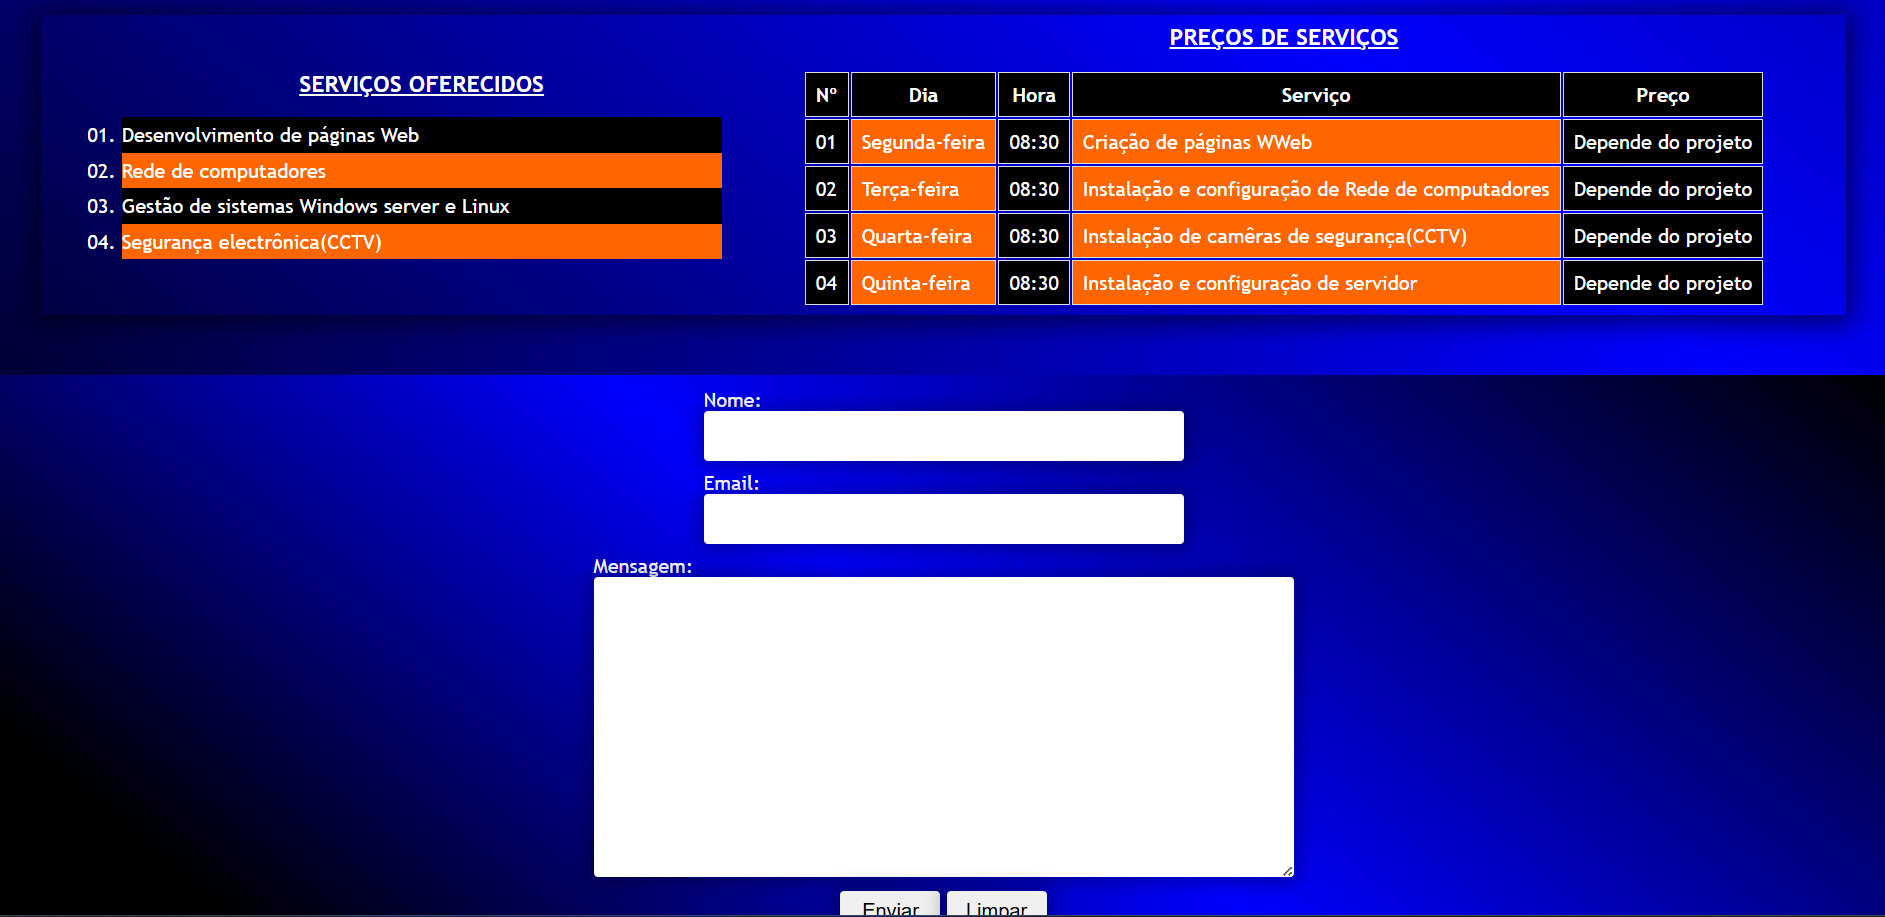 SERVIÇOS OFERECIDOS
01. Desenvolvimento de páginas Web
02. Rede de computadores
03. Gestão de sistemas Windows server e Linux
04. Segurança electrônica(CCTV)
PREÇOS DE SERVIÇOS
Nº Dia Hora Serviço Preço
01 Segunda-feira 08:30 Criação de páginas WWeb Depende do projeto
02 Terça-feira 08:30 Instalação e configuração de Rede de computadores Depende do projeto
03 Quarta-feira 08:30 Instalação de camêras de segurança(CCTV) Depende do projeto
04 Quinta-feira 08:30 Instalação e configuração de servidor Depende do projeto
Nome:
Email:
Mensagem:
Enviar Limpar